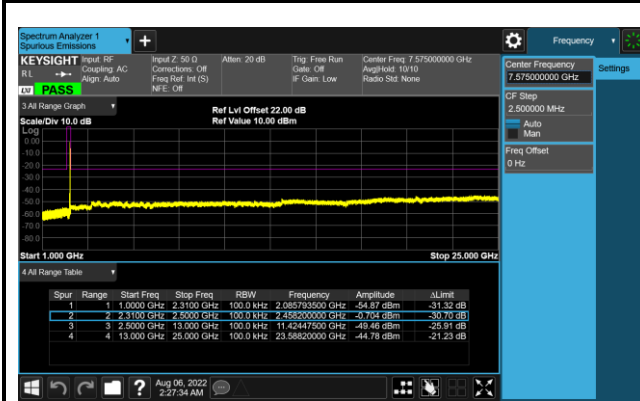 Spectrum Analyzer 1
Spurious Emissions
Frequency
KEYSIGHT
Input: RF
Coupling: AC
Align: Auto
Input Z: 50 Ω
Corrections: Off
Freq Ref: Int (S)
NFE: Off
Atten: 20 dB
Trig: Free Run
Gate: Off
IF Gain: Low
Center Freq: 7.575000000 GHz
Avg|Hold: 10/10
Radio Std: None
R L
LXI PASS
Center Frequency
7.575000000 GHz
Settings
CF Step
2.500000 MHz
Auto
Man
Freq Offset
0 Hz
3 All Range Graph
Scale/Div 10.0 dB
Ref Lvl Offset 22.00 dB
Ref Value 10.00 dBm
Log
0.00
-10.0
-20.0
-30.0
-40.0
-50.0
-60.0
-70.0
-80.0
Start 1.000 GHz
Stop 25.000 GHz
4 All Range Table
Spur Range Start Freq Stop Freq RBW Frequency Amplitude ΔLimit
1 1 1.0000 GHz 2.3100 GHz 100.0 kHz 2.085793500 GHz -54.87 dBm -31.32 dB
2 2 2.3100 GHz 2.5000 GHz 100.0 kHz 2.458200000 GHz -0.704 dBm -30.70 dB
3 3 2.5000 GHz 13.000 GHz 100.0 kHz 11.42447500 GHz -49.46 dBm -25.91 dB
4 4 13.000 GHz 25.000 GHz 100.0 kHz 23.58820000 GHz -44.78 dBm -21.23 dB
Aug 06, 2022
2:27:34 AM